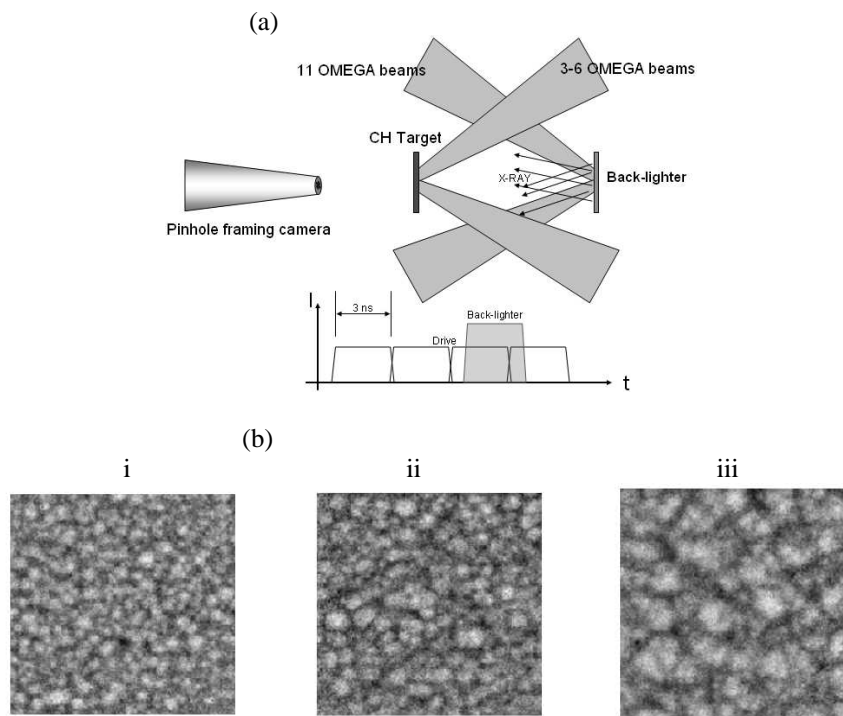 (a)
11 OMEGA beams
3-6 OMEGA beams
CH Target
X-RAY
Back-lighter
Pinhole framing camera
I
3 ns
Back-lighter
Drive
t
(b)
i
ii
iii